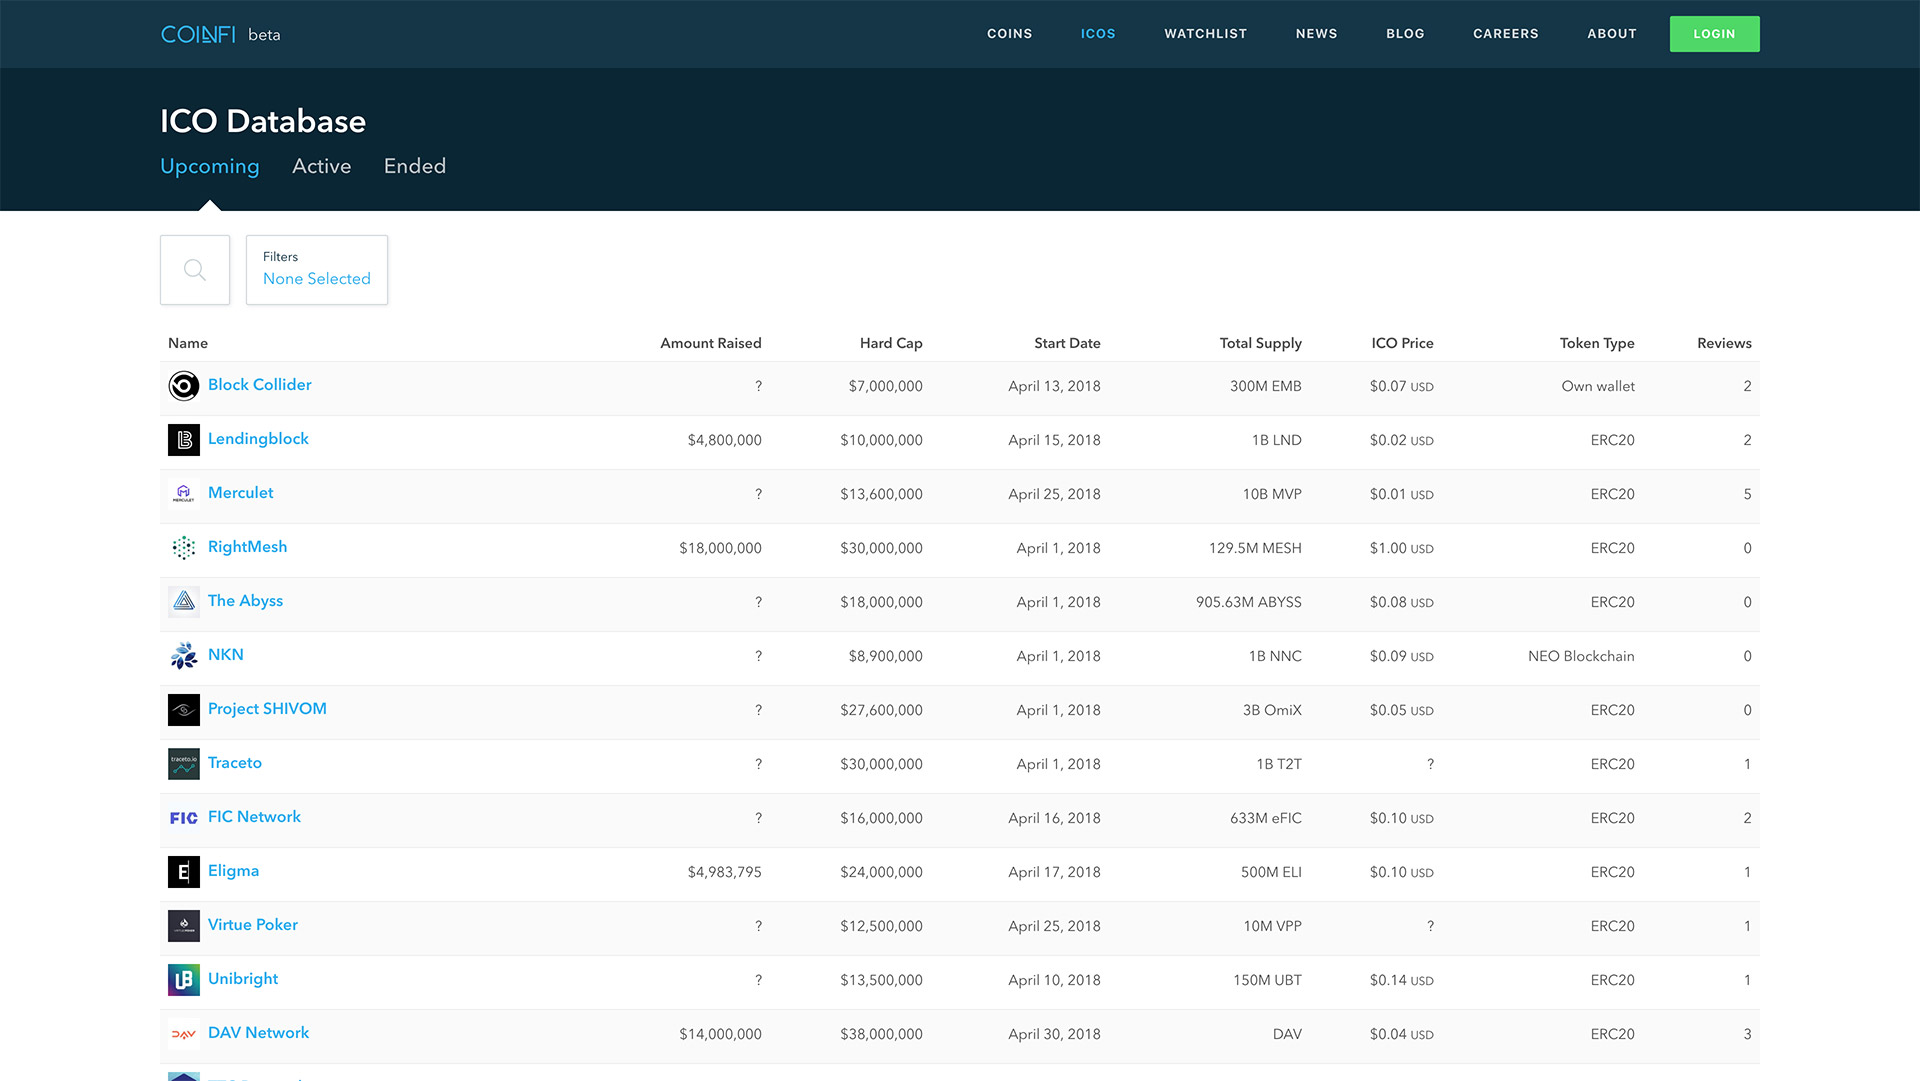 COINFI beta COINS ICOS WATCHLIST NEWS BLOG CAREERS ABOUT LOGIN
ICO Database
Upcoming Active Ended
Filters
None Selected
Name Amount Raised Hard Cap Start Date Total Supply ICO Price Token Type Reviews
Block Collider ? $7,000,000 April 13, 2018 300M EMB $0.07 USD Own wallet 2
Lendingblock $4,800,000 $10,000,000 April 15, 2018 1B LND $0.02 USD ERC20 2
MERCULET Merculet ? $13,600,000 April 25, 2018 10B MVP $0.01 USD ERC20 5
RightMesh $18,000,000 $30,000,000 April 1, 2018 129.5M MESH $1.00 USD ERC20 0
The Abyss ? $18,000,000 April 1, 2018 905.63M ABYSS $0.08 USD ERC20 0
NKN ? $8,900,000 April 1, 2018 1B NNC $0.09 USD NEO Blockchain 0
Project SHIVOM ? $27,600,000 April 1, 2018 3B OmiX $0.05 USD ERC20 0
traceto.io Traceto ? $30,000,000 April 1, 2018 1B T2T ? ERC20 1
FIC FIC Network ? $16,000,000 April 16, 2018 633M eFIC $0.10 USD ERC20 2
E Eligma $4,983,795 $24,000,000 April 17, 2018 500M ELI $0.10 USD ERC20 1
Virtue Poker ? $12,500,000 April 25, 2018 10M VPP ? ERC20 1
UB Unibright ? $13,500,000 April 10, 2018 150M UBT $0.14 USD ERC20 1
DAV DAV Network $14,000,000 $38,000,000 April 30, 2018 DAV $0.04 USD ERC20 3